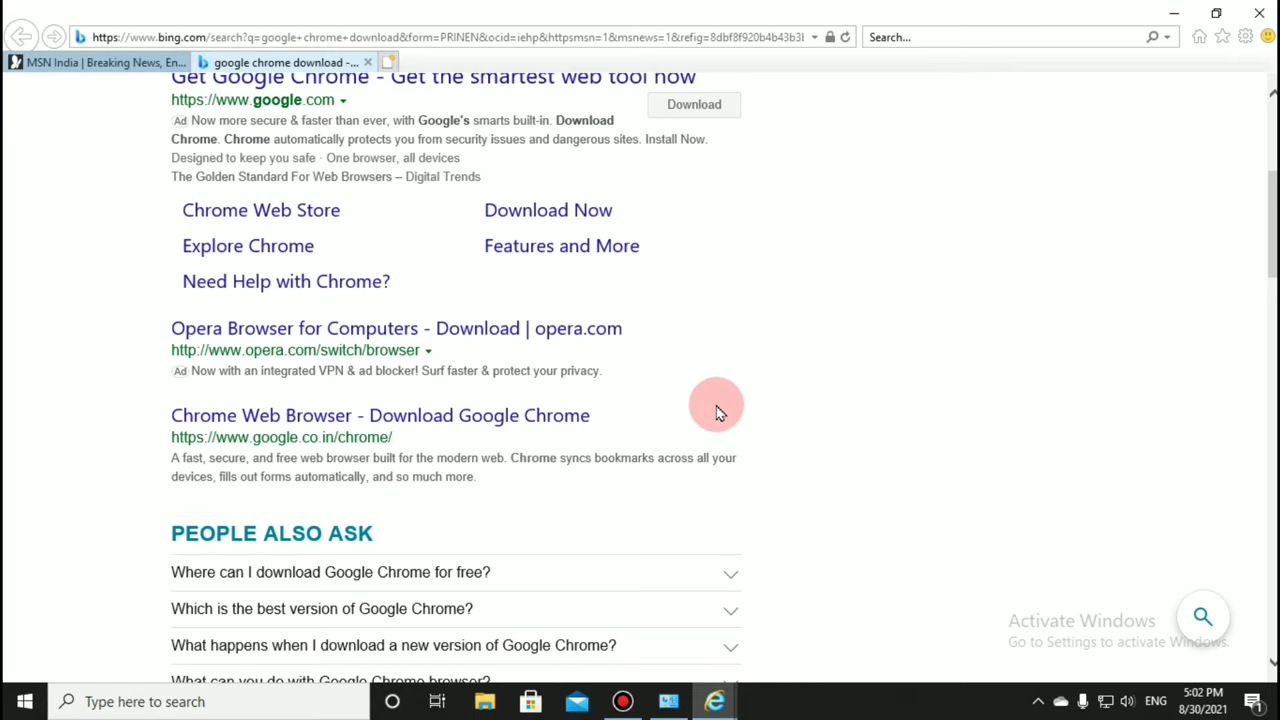 https://www.bing.com/search?q=google+chrome+download&form=PRINEN&ocid=iehp&httpsmsn=1&msnews=1&refig=8dbf8f920b4b43b3
Search...
MSN India | Breaking News, En...
google chrome download -...
Get Google Chrome - Get the smartest web tool now
https://www.google.com
Download
Ad Now more secure & faster than ever, with Google's smarts built-in. Download
Chrome. Chrome automatically protects you from security issues and dangerous sites. Install Now.
Designed to keep you safe · One browser, all devices
The Golden Standard For Web Browsers – Digital Trends
Chrome Web Store
Download Now
Explore Chrome
Features and More
Need Help with Chrome?
Opera Browser for Computers - Download | opera.com
http://www.opera.com/switch/browser
Ad Now with an integrated VPN & ad blocker! Surf faster & protect your privacy.
Chrome Web Browser - Download Google Chrome
https://www.google.co.in/chrome/
A fast, secure, and free web browser built for the modern web. Chrome syncs bookmarks across all your
devices, fills out forms automatically, and so much more.
PEOPLE ALSO ASK
Where can I download Google Chrome for free?
Which is the best version of Google Chrome?
What happens when I download a new version of Google Chrome?
What can you do with Google Chrome browser?
Activate Windows
Go to Settings to activate Windows.
Type here to search
ENG
5:02 PM
8/30/2021
1